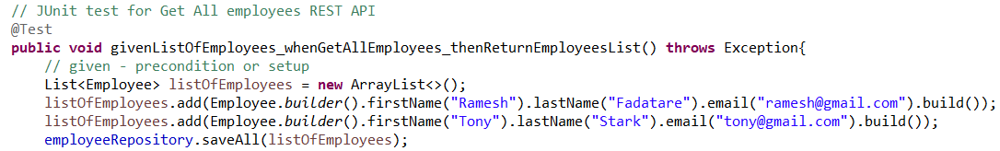 // JUnit test for Get All employees REST API
@Test
public void givenListOfEmployees_whenGetAllEmployees_thenReturnEmployeesList() throws Exception{
// given - precondition or setup
List<Employee> listOfEmployees = new ArrayList<>();
listOfEmployees.add(Employee.builder().firstName("Ramesh").lastName("Fadatare").email("ramesh@gmail.com").build());
listOfEmployees.add(Employee.builder().firstName("Tony").lastName("Stark").email("tony@gmail.com").build());
employeeRepository.saveAll(listOfEmployees);